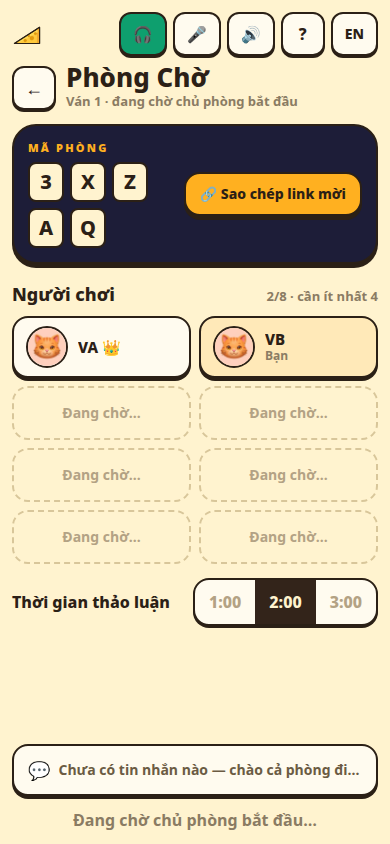 ? EN
←
Phòng Chờ
Ván 1 · đang chờ chủ phòng bắt đầu
MÃ PHÒNG
3 X Z
A Q
🔗 Sao chép link mời
Người chơi
2/8 · cần ít nhất 4
VA 👑
VB
Bạn
Đang chờ... Đang chờ...
Đang chờ... Đang chờ...
Đang chờ... Đang chờ...
Thời gian thảo luận
1:00 2:00 3:00
💬 Chưa có tin nhắn nào — chào cả phòng đi...
Đang chờ chủ phòng bắt đầu...